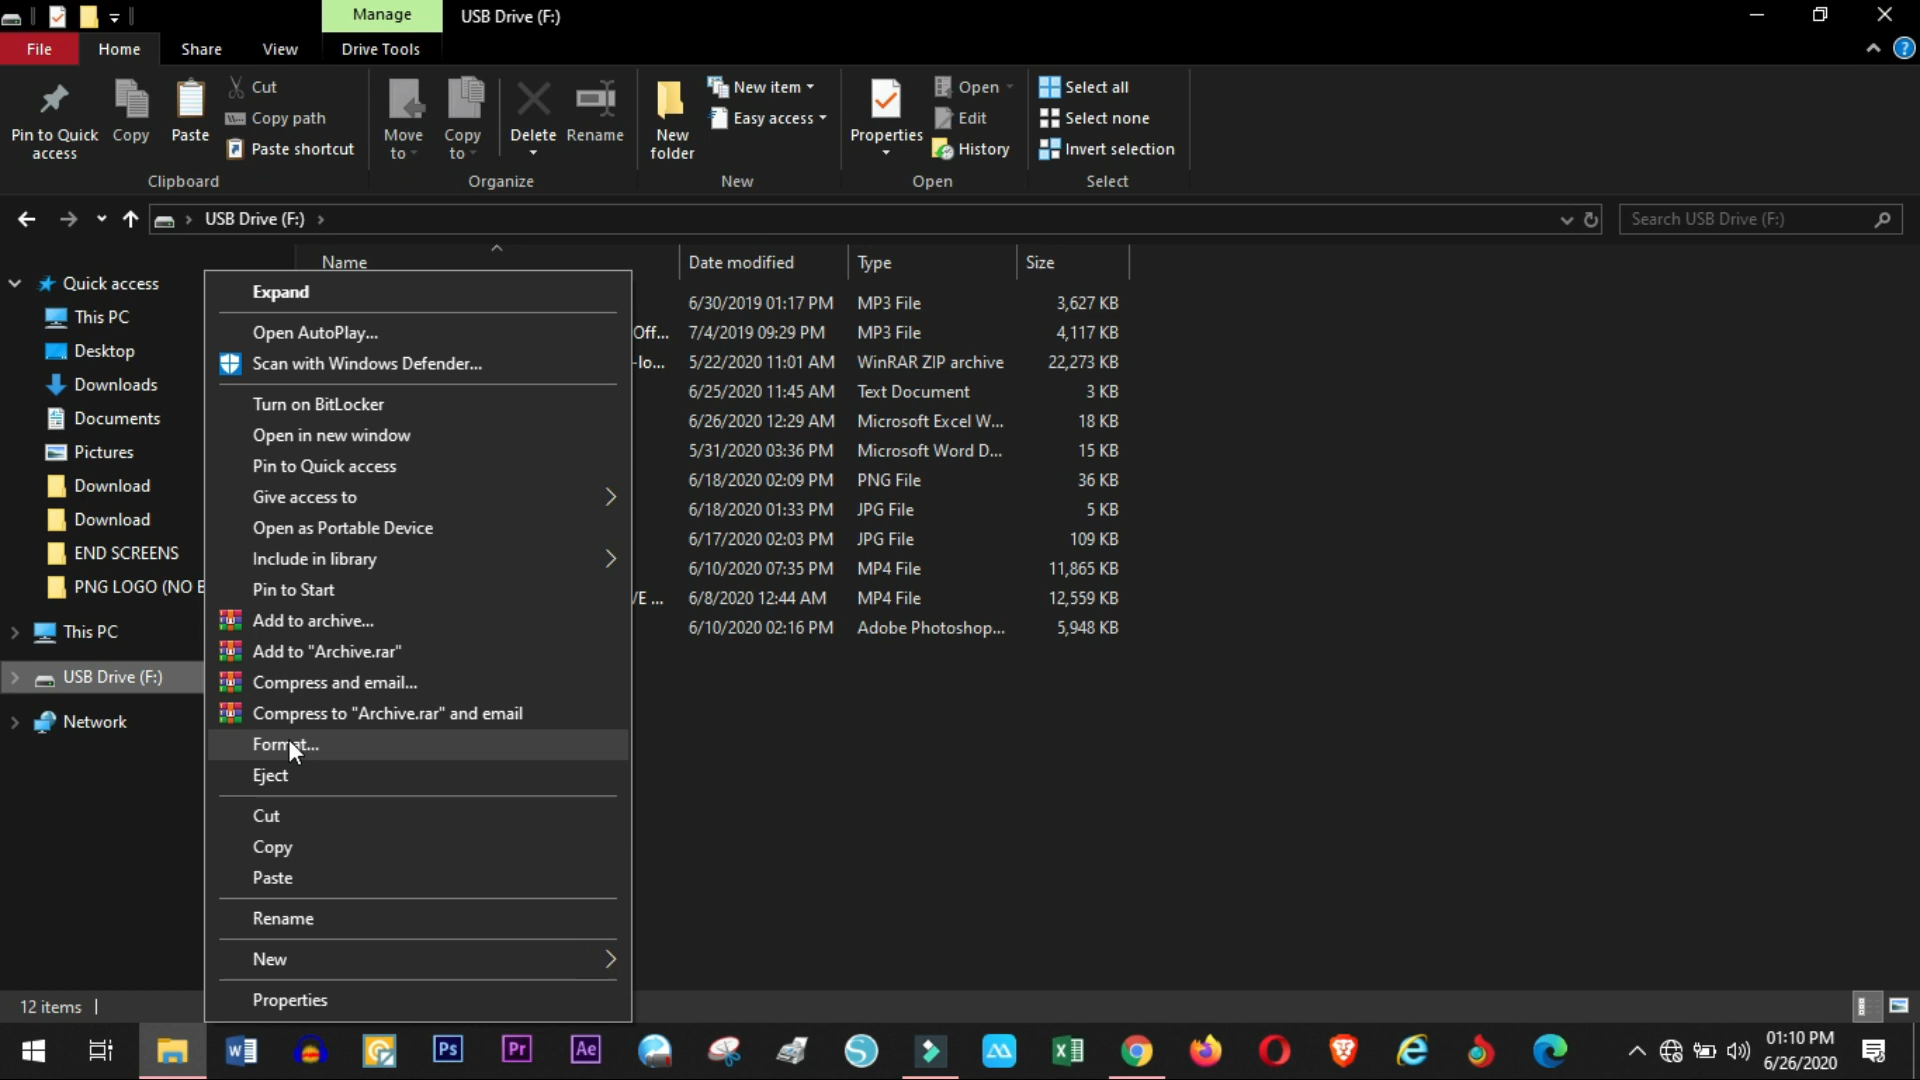 Manage
USB Drive (F:)
File
Home
Share
View
Drive Tools
Pin to Quick
access
Copy
Paste
Cut
Copy path
Paste shortcut
Clipboard
Move
to
Copy
to
Delete
Rename
Organize
New
folder
New item
Easy access
New
Properties
Open
Edit
History
Open
Select all
Select none
Invert selection
Select
USB Drive (F:)
Search USB Drive (F:)
Name
Date modified
Type
Size
Quick access
This PC
Desktop
Downloads
Documents
Pictures
Download
Download
END SCREENS
PNG LOGO (NO
This PC
USB Drive (F:)
Network
Expand
Open AutoPlay...
Scan with Windows Defender...
Turn on BitLocker
Open in new window
Pin to Quick access
Give access to
Open as Portable Device
Include in library
Pin to Start
Add to archive...
Add to "Archive.rar"
Compress and email...
Compress to "Archive.rar" and email
Format...
Eject
Cut
Copy
Paste
Rename
New
Properties
6/30/2019 01:17 PM MP3 File 3,627 KB
Off... 7/4/2019 09:29 PM MP3 File 4,117 KB
-lo... 5/22/2020 11:01 AM WinRAR ZIP archive 22,273 KB
6/25/2020 11:45 AM Text Document 3 KB
6/26/2020 12:29 AM Microsoft Excel W... 18 KB
5/31/2020 03:36 PM Microsoft Word D... 15 KB
6/18/2020 02:09 PM PNG File 36 KB
6/18/2020 01:33 PM JPG File 5 KB
6/17/2020 02:03 PM JPG File 109 KB
6/10/2020 07:35 PM MP4 File 11,865 KB
VE ... 6/8/2020 12:44 AM MP4 File 12,559 KB
6/10/2020 02:16 PM Adobe Photoshop... 5,948 KB
12 items
Ps
Pr
Ae
01:10 PM
6/26/2020